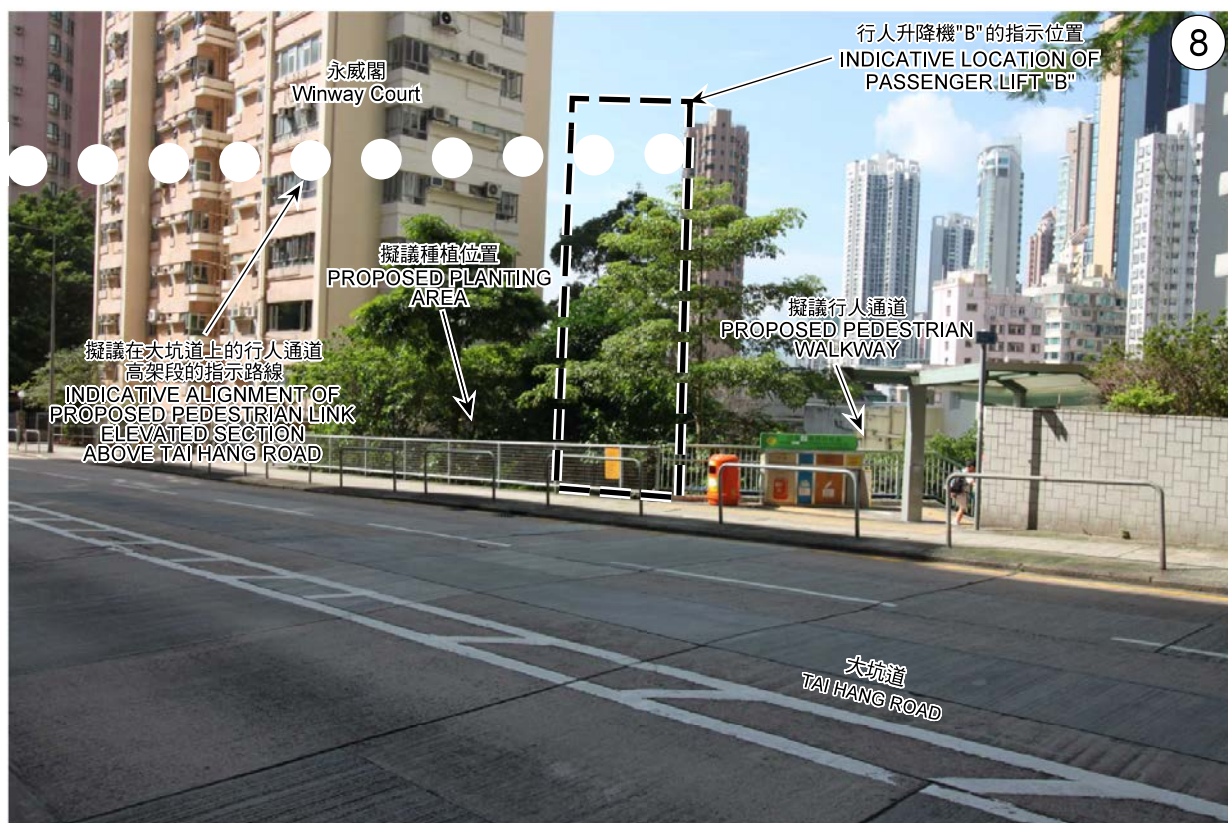 8
行人升降機"B"的指示位置
INDICATIVE LOCATION OF
PASSENGER LIFT "B"
永威閣
Winway Court
擬議種植位置
PROPOSED PLANTING
AREA
擬議行人通道
PROPOSED PEDESTRIAN
WALKWAY
擬議在大坑道上的行人通道
高架段的指示路線
INDICATIVE ALIGNMENT OF
PROPOSED PEDESTRIAN LINK
ELEVATED SECTION
ABOVE TAI HANG ROAD
大坑道
TAI HANG ROAD